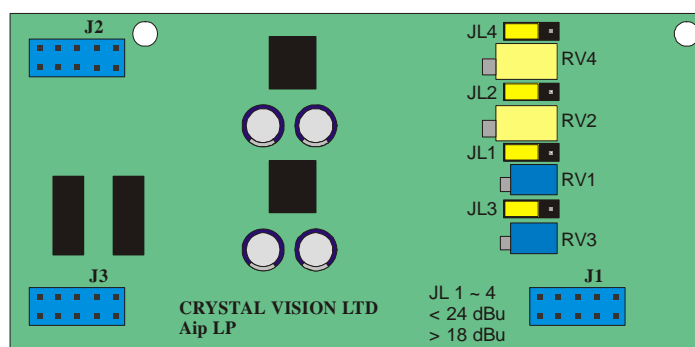 J2
JL4
RV4
JL2
RV2
JL1
RV1
JL3
RV3
J3
J1
CRYSTAL VISION LTD
Aip LP
JL 1 ~ 4
< 24 dBu
> 18 dBu